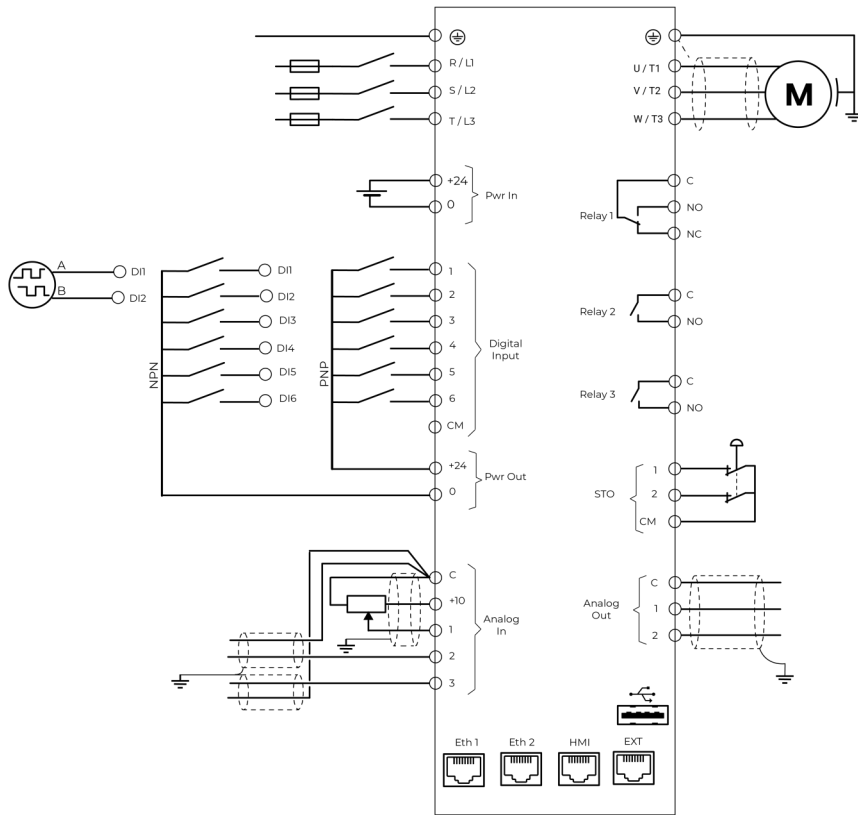 R / L1
S / L2
T / L3
U / T1
V / T2
W / T3
M
+24
0
Pwr In
Relay 1
C
NO
NC
A
B
DI1
DI2
NPN
DI1
DI2
DI3
DI4
DI5
DI6
PNP
1
2
3
4
5
6
CM
Digital
Input
Relay 2
C
NO
Relay 3
C
NO
+24
0
Pwr Out
STO
1
2
CM
C
+10
1
2
3
Analog
In
Analog
Out
C
1
2
Eth 1
Eth 2
HMI
EXT